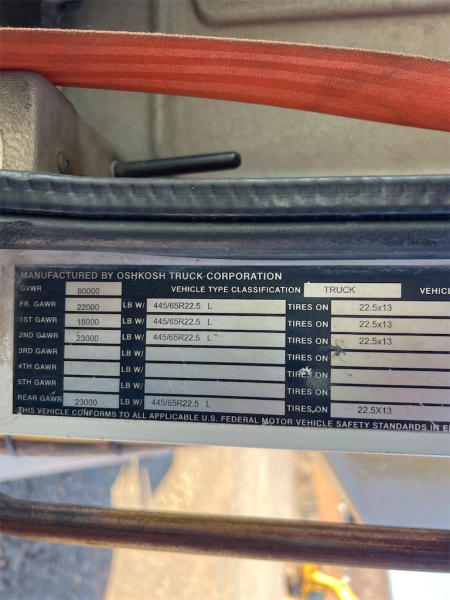 MANUFACTURED BY OSHKOSH TRUCK CORPORATION
GVWR 80000 VEHICLE TYPE CLASSIFICATION TRUCK
FR. GAWR 22000 LB W/ 445/65R22.5 L TIRES ON 22.5x13
1ST GAWR 18000 LB W/ 445/65R22.5 L TIRES ON 22.5x13
2ND GAWR 23000 LB W/ 445/65R22.5 L TIRES ON 22.5x13
3RD GAWR LB W/ TIRES ON
4TH GAWR LB W/ TIRES ON
5TH GAWR LB W/ TIRES ON
REAR GAWR 23000 LB W/ 445/65R22.5 L TIRES ON 22.5X13
THIS VEHICLE CONFORMS TO ALL APPLICABLE U.S. FEDERAL MOTOR VEHICLE SAFETY STANDARDS IN